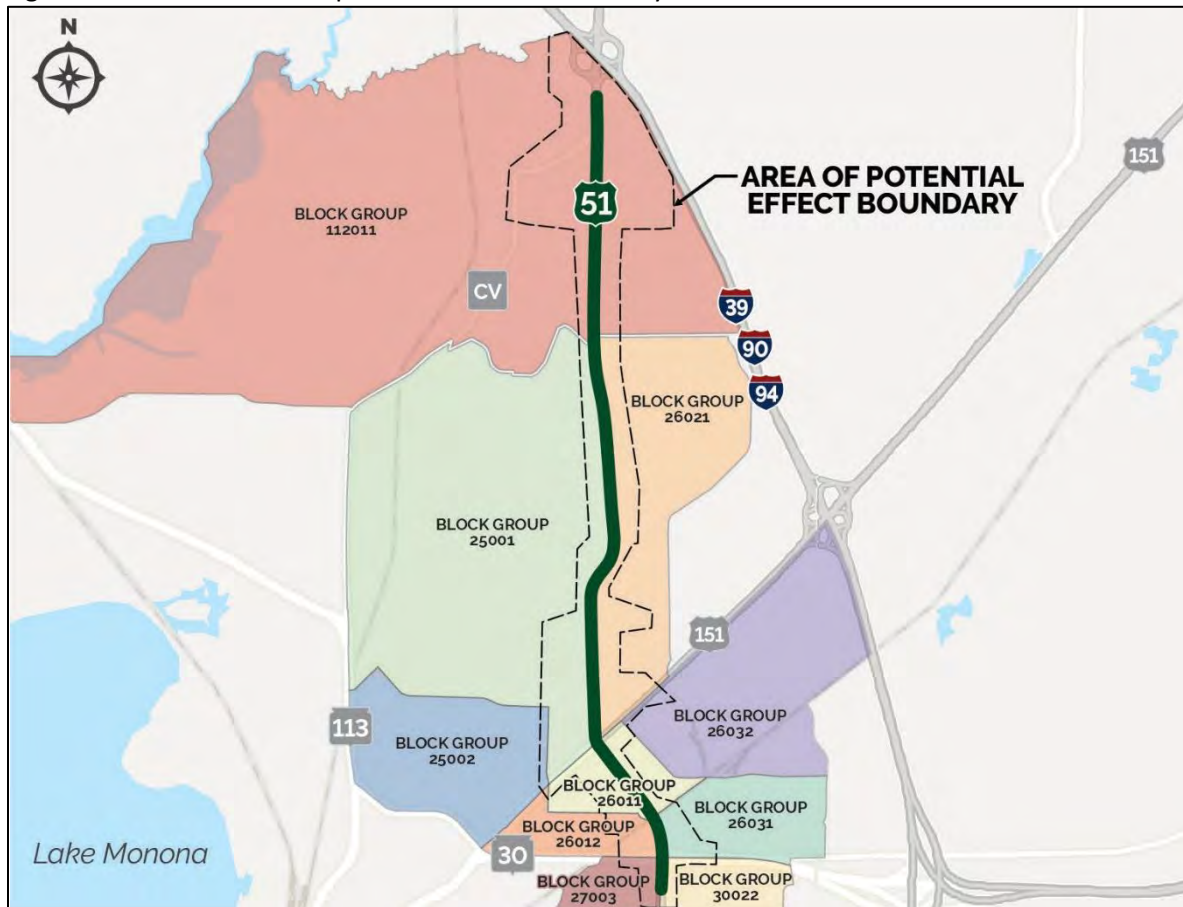 N
151
AREA OF POTENTIAL
EFFECT BOUNDARY
51
BLOCK GROUP
112011
CV
39
90
94
BLOCK GROUP
26021
BLOCK GROUP
25001
151
BLOCK GROUP
26032
113
BLOCK GROUP
25002
BLOCK GROUP
26011
BLOCK GROUP
26031
BLOCK GROUP
26012
30
Lake Monona
BLOCK GROUP
27003
BLOCK GROUP
30022